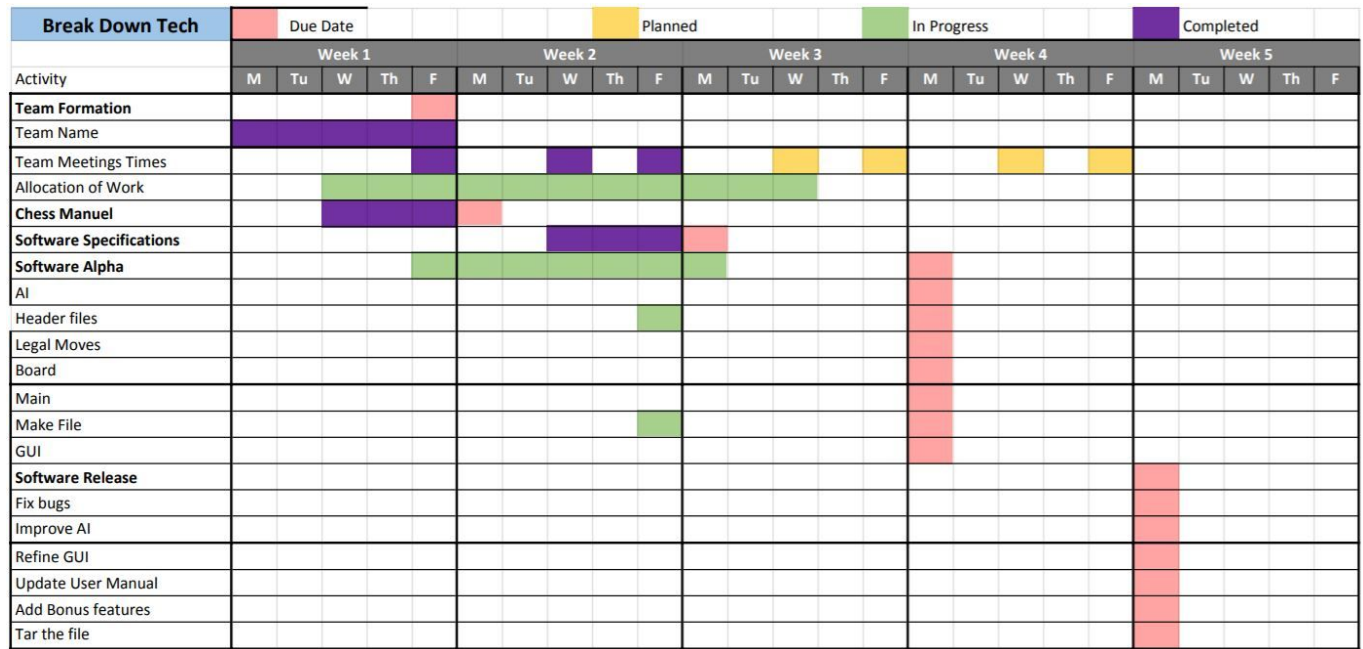 Break Down Tech Due Date Planned In Progress Completed
Week 1 Week 2 Week 3 Week 4 Week 5
Activity M Tu W Th F M Tu W Th F M Tu W Th F M Tu W Th F M Tu W Th F
Team Formation
Team Name
Team Meetings Times
Allocation of Work
Chess Manuel
Software Specifications
Software Alpha
AI
Header files
Legal Moves
Board
Main
Make File
GUI
Software Release
Fix bugs
Improve AI
Refine GUI
Update User Manual
Add Bonus features
Tar the file